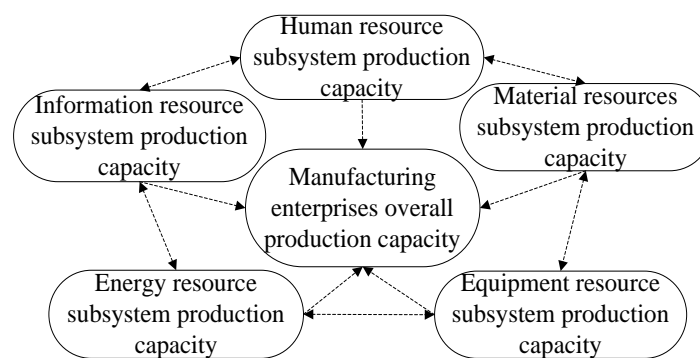 Human resource
subsystem production
capacity
Information resource
subsystem production
capacity
Material resources
subsystem production
capacity
Manufacturing
enterprises overall
production capacity
Energy resource
subsystem production
capacity
Equipment resource
subsystem production
capacity